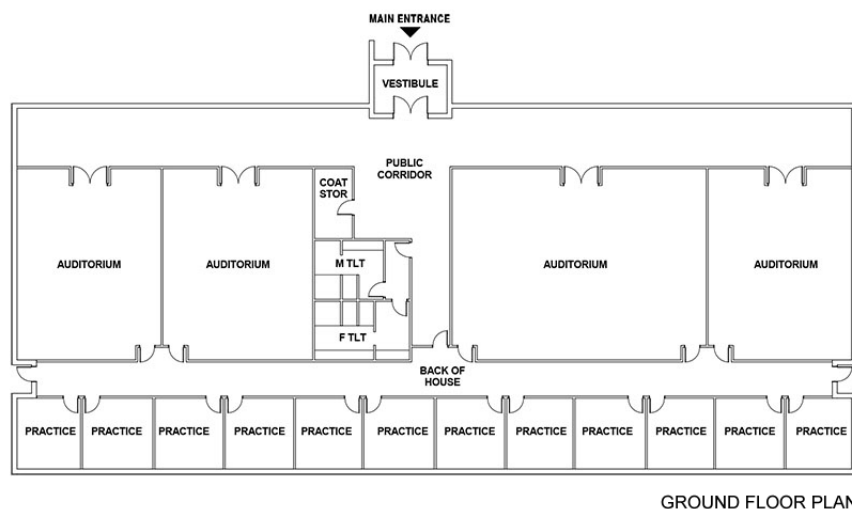 MAIN ENTRANCE
VESTIBULE
PUBLIC
CORRIDOR
COAT
STOR
AUDITORIUM
AUDITORIUM
M TLT
AUDITORIUM
AUDITORIUM
F TLT
BACK OF
HOUSE
PRACTICE
PRACTICE
PRACTICE
PRACTICE
PRACTICE
PRACTICE
PRACTICE
PRACTICE
PRACTICE
PRACTICE
PRACTICE
PRACTICE
GROUND FLOOR PLAN